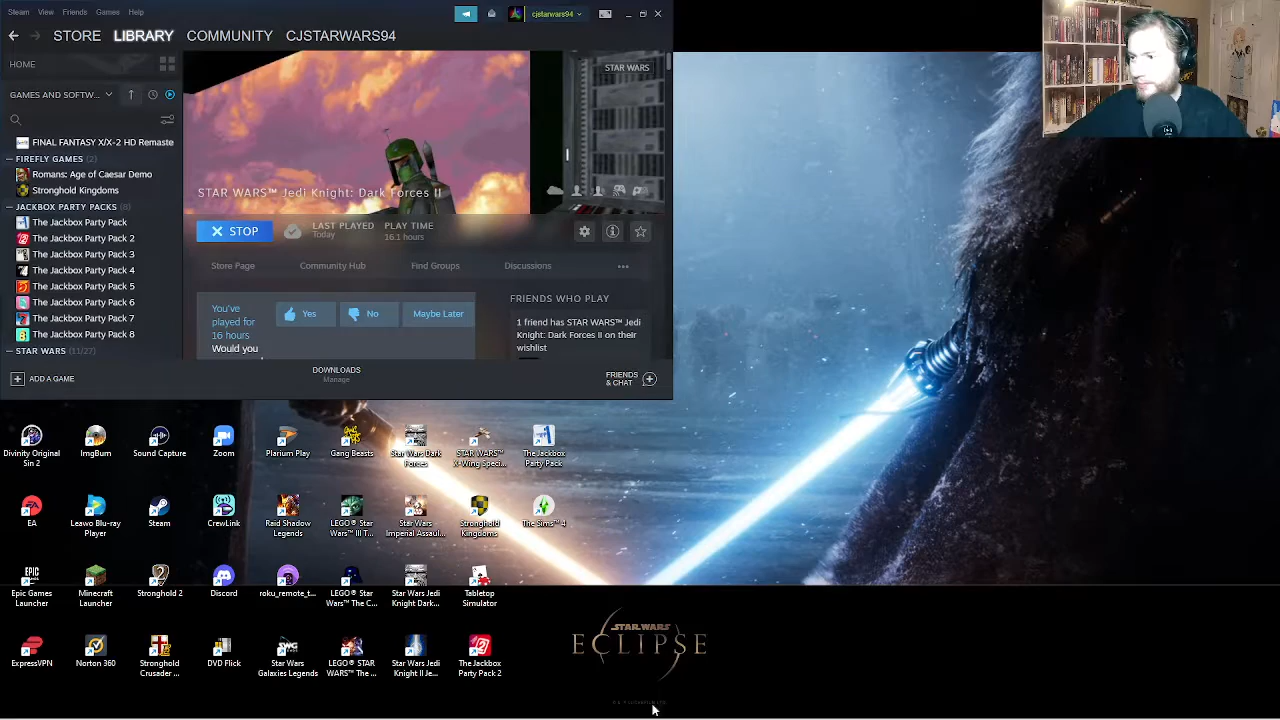 Steam View Friends Games Help
cjstarwars94
STORE LIBRARY COMMUNITY CJSTARWARS94
HOME
GAMES AND SOFTW...
STAR WARS
FINAL FANTASY X/X-2 HD Remaste
FIREFLY GAMES (2)
Romans: Age of Caesar Demo
Stronghold Kingdoms
JACKBOX PARTY PACKS (8)
The Jackbox Party Pack
The Jackbox Party Pack 2
The Jackbox Party Pack 3
The Jackbox Party Pack 4
The Jackbox Party Pack 5
The Jackbox Party Pack 6
The Jackbox Party Pack 7
The Jackbox Party Pack 8
STAR WARS (11/27)
STAR WARS™ Jedi Knight: Dark Forces II
STOP
LAST PLAYED
Today
PLAY TIME
16.1 hours
Store Page Community Hub Find Groups Discussions
You've
played for
16 hours
Would you
Yes No Maybe Later
FRIENDS WHO PLAY
1 friend has STAR WARS™ Jedi
Knight: Dark Forces II on their
wishlist
ADD A GAME
DOWNLOADS
Manage
FRIENDS
& CHAT
Divinity Original
Sin 2
ImgBurn
Sound Capture
Zoom
Plarium Play
Gang Beasts
Star Wars Dark
Forces
STAR WARS™
X-Wing Speci...
The Jackbox
Party Pack
EA
Leawo Blu-ray
Player
Steam
CrewLink
Raid Shadow
Legends
LEGO® Star
Wars™ III T...
Star Wars
Imperial Assaul...
Stronghold
Kingdoms
The Sims™ 4
Epic Games
Launcher
Minecraft
Launcher
Stronghold 2
Discord
roku_remote_t...
LEGO® Star
Wars™ The C...
Star Wars Jedi
Knight Dark...
Tabletop
Simulator
ExpressVPN
Norton 360
Stronghold
Crusader ...
DVD Flick
Star Wars
Galaxies Legends
LEGO® STAR
WARS™ The ...
Star Wars Jedi
Knight II Je...
The Jackbox
Party Pack 2
STAR WARS
ECLIPSE